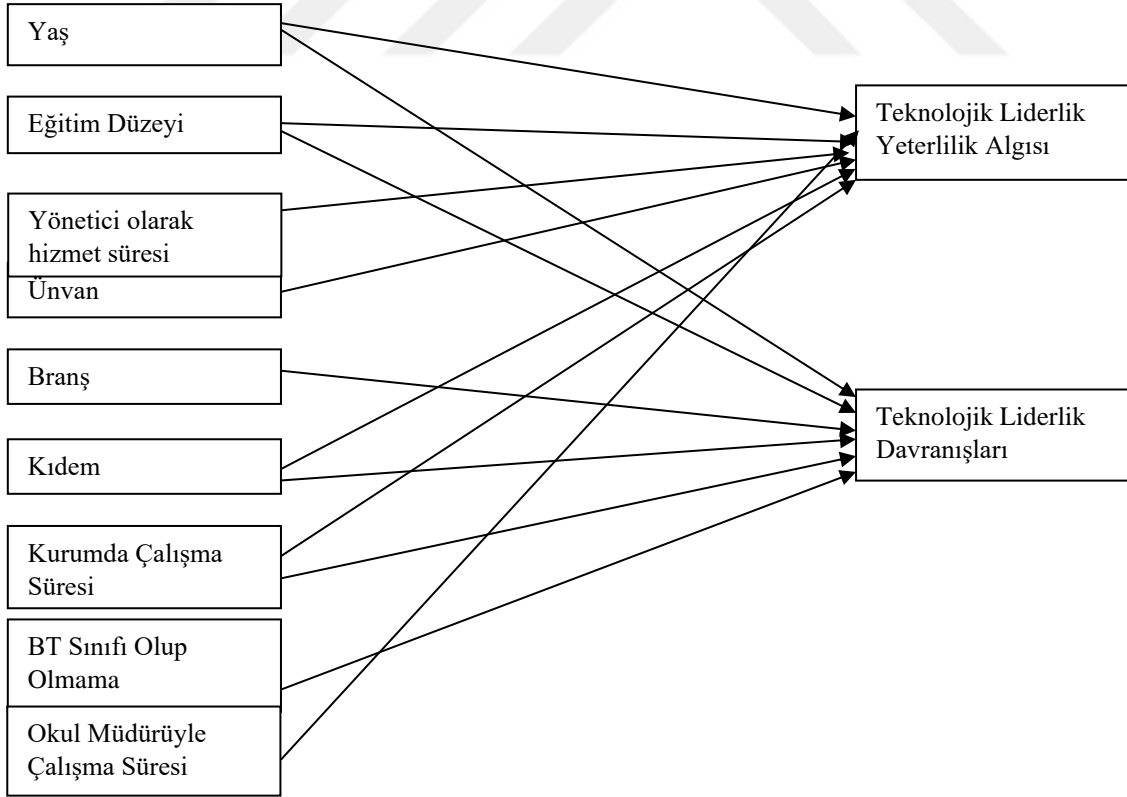 Yaş
Eğitim Düzeyi
Yönetici olarak
hizmet süresi
Ünvan
Branş
Kıdem
Kurumda Çalışma
Süresi
BT Sınıfı Olup
Olmama
Okul Müdürüyle
Çalışma Süresi
Teknolojik Liderlik
Yeterlilik Algısı
Teknolojik Liderlik
Davranışları